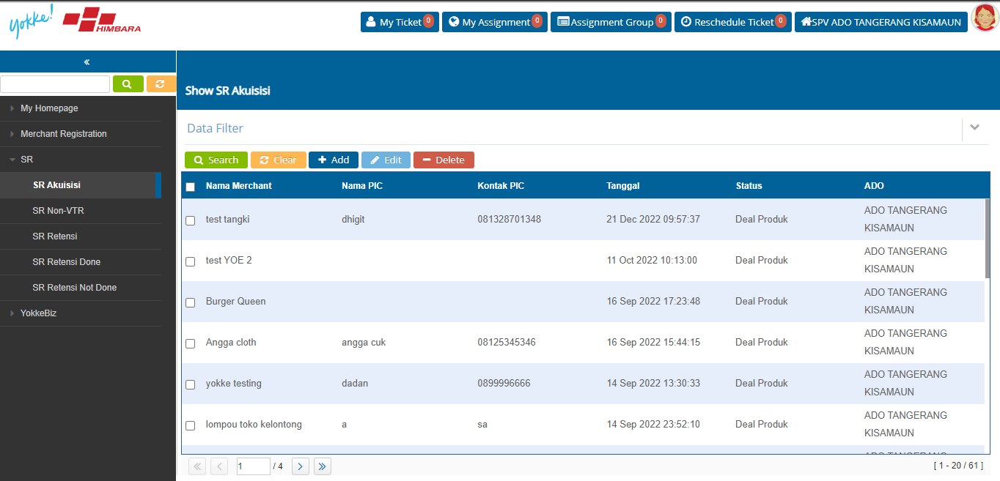 yokke!
HIMBARA
My Ticket 0
My Assignment 0
Assignment Group 0
Reschedule Ticket 0
SPV ADO TANGERANG KISAMAUN
«
My Homepage
Merchant Registration
SR
SR Akuisisi
SR Non-VTR
SR Retensi
SR Retensi Done
SR Retensi Not Done
YokkeBiz
Show SR Akuisisi
Data Filter
Search Clear Add Edit Delete
Nama Merchant Nama PIC Kontak PIC Tanggal Status ADO
test tangki dhigit 081328701348 21 Dec 2022 09:57:37 Deal Produk ADO TANGERANG
KISAMAUN
test YOE 2 11 Oct 2022 10:13:00 Deal Produk ADO TANGERANG
KISAMAUN
Burger Queen 16 Sep 2022 17:23:48 Deal Produk ADO TANGERANG
KISAMAUN
Angga cloth angga cuk 08125345346 16 Sep 2022 15:44:15 Deal Produk ADO TANGERANG
KISAMAUN
yokke testing dadan 0899996666 14 Sep 2022 13:30:33 Deal Produk ADO TANGERANG
KISAMAUN
lompou toko kelontong a sa 14 Sep 2022 23:52:10 Deal Produk ADO TANGERANG
KISAMAUN
ADO TANGERANG
1 / 4
[ 1 - 20 / 61 ]